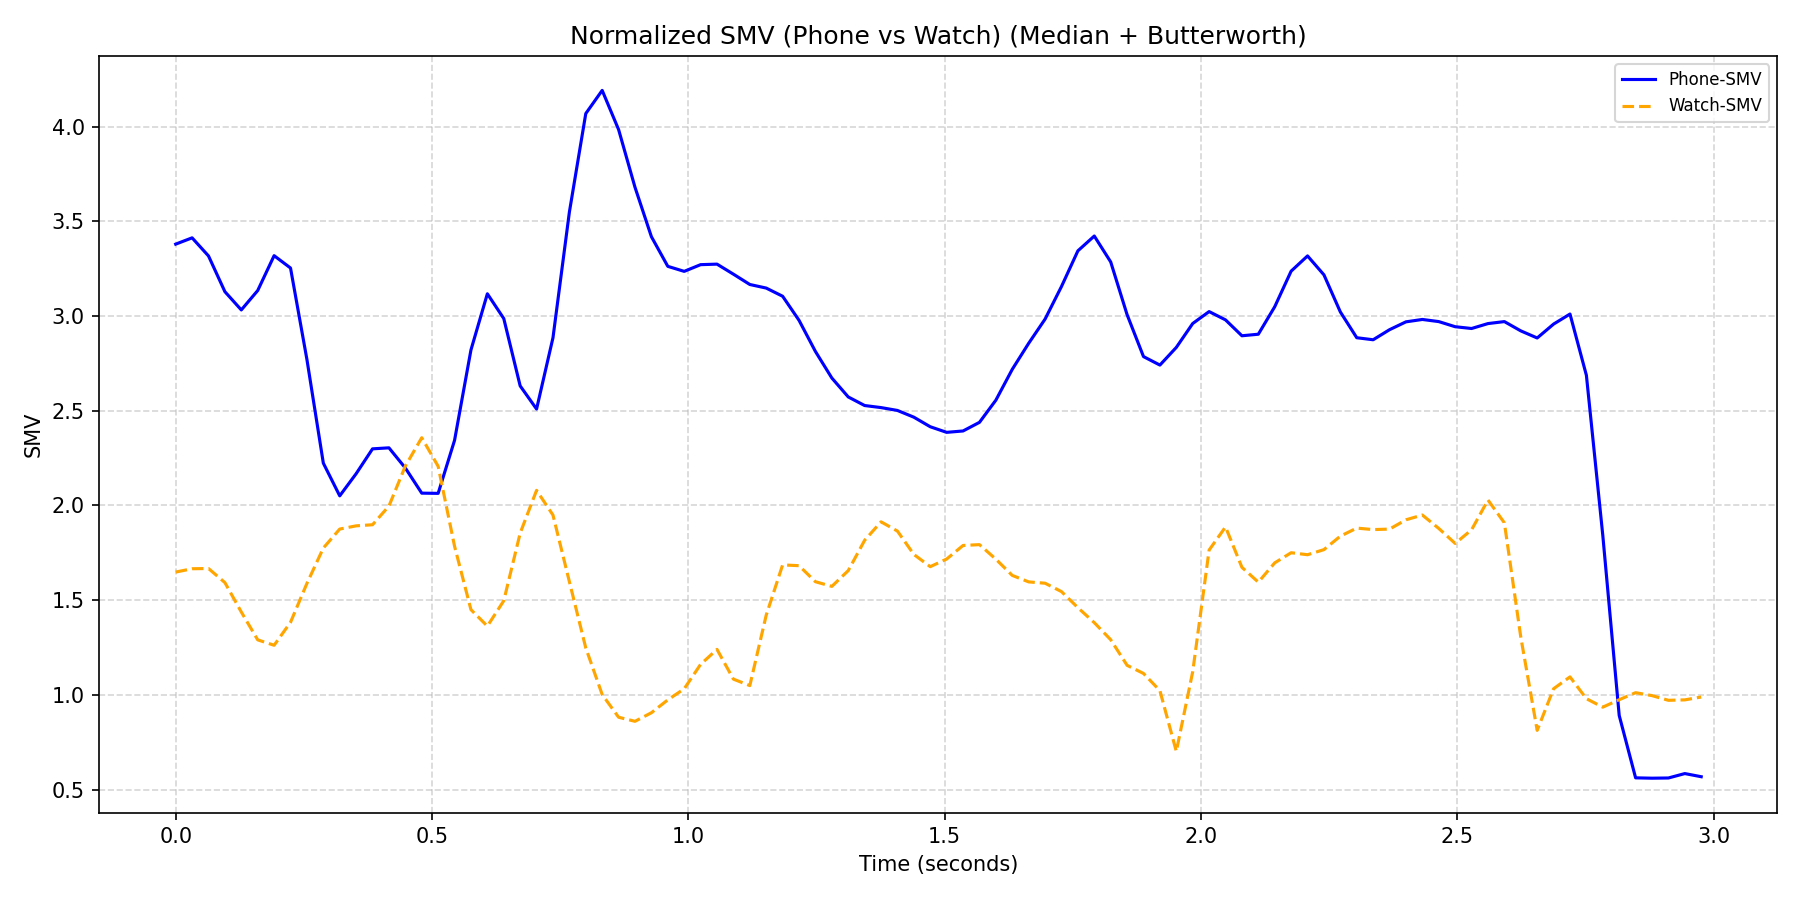 Normalized SMV (Phone vs Watch) (Median + Butterworth)
Phone-SMV
Watch-SMV
SMV
4.0
3.5
3.0
2.5
2.0
1.5
1.0
0.5
0.0 0.5 1.0 1.5 2.0 2.5 3.0
Time (seconds)